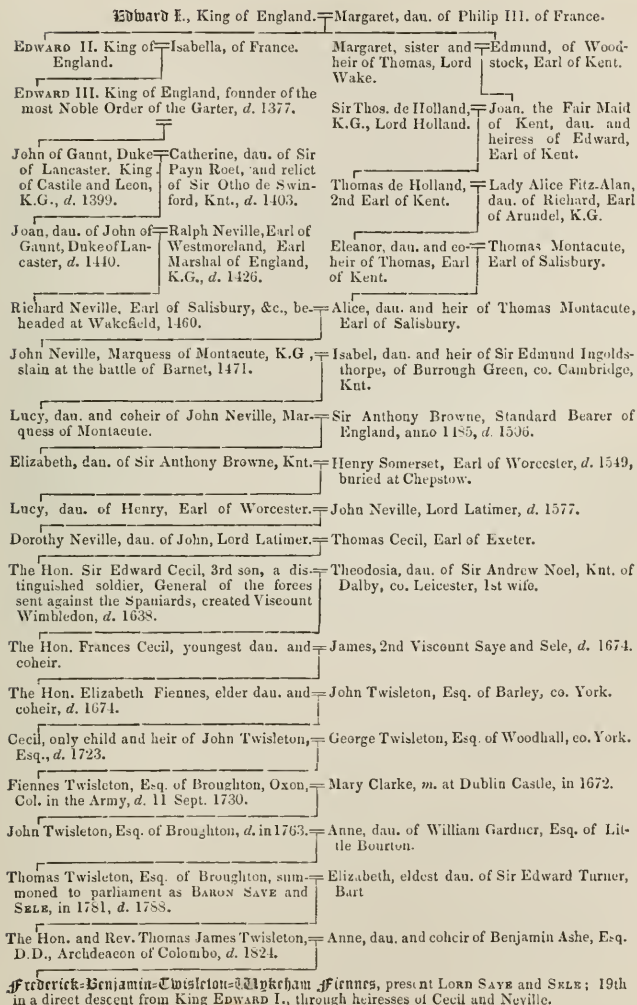 Edward I., King of England.╤Margaret, dau. of Philip III. of France.
EDWARD II. King of╤Isabella, of France.
England.
Margaret, sister and╤Edmund, of Wood-
heir of Thomas, Lord stock, Earl of Kent.
Wake.
EDWARD III. King of England, founder of the
most Noble Order of the Garter, d. 1377.
Sir Thos. de Holland,╤Joan. the Fair Maid
K.G., Lord Holland. of Kent, dau. and
heiress of Edward,
Earl of Kent.
John of Gaunt, Duke╤Catherine, dau. of Sir
of Lancaster. King Payn Roet, and relict
of Castile and Leon, of Sir Otho de Swin-
K.G., d. 1399. ford, Knt., d. 1403.
Thomas de Holland,╤Lady Alice Fitz-Alan,
2nd Earl of Kent. dau. of Richard, Earl
of Arundel, K.G.
Joan, dau. of John of╤Ralph Neville, Earl of
Gaunt, Duke of Lan- Westmoreland, Earl
caster, d. 1440. Marshal of England,
K.G., d. 1426.
Eleanor, dau. and co-╤Thomas Montacute,
heir of Thomas, Earl Earl of Salisbury.
of Kent.
Richard Neville, Earl of Salisbury, &c., be-╤Alice, dau. and heir of Thomas Montacute,
headed at Wakefield, 1460. Earl of Salisbury.
John Neville, Marquess of Montacute, K.G.,╤Isabel, dau. and heir of Sir Edmund Ingolds-
slain at the battle of Barnet, 1471. thorpe, of Burrough Green, co. Cambridge,
Knt.
Lucy, dau. and coheir of John Neville, Mar-╤Sir Anthony Browne, Standard Bearer of
quess of Montacute. England, anno 1485, d. 1506.
Elizabeth, dau. of Sir Anthony Browne, Knt.╤Henry Somerset, Earl of Worcester, d. 1549,
buried at Chepstow.
Lucy, dau. of Henry, Earl of Worcester.╤John Neville, Lord Latimer, d. 1577.
Dorothy Neville, dau. of John, Lord Latimer.╤Thomas Cecil, Earl of Exeter.
The Hon. Sir Edward Cecil, 3rd son, a dis-╤Theodosia, dau. of Sir Andrew Noel, Knt. of
tinguished soldier, General of the forces Dalby, co. Leicester, 1st wife.
sent against the Spaniards, created Viscount
Wimbledon, d. 1638.
The Hon. Frances Cecil, youngest dau. and╤James, 2nd Viscount Saye and Sele, d. 1674.
coheir.
The Hon. Elizabeth Fiennes, elder dau. and╤John Twisleton, Esq. of Barley, co. York.
coheir, d. 1674.
Cecil, only child and heir of John Twisleton,╤George Twisleton, Esq. of Woodhall, co. York.
Esq., d. 1723.
Fiennes Twisleton, Esq. of Broughton, Oxon,╤Mary Clarke, m. at Dublin Castle, in 1672.
Col. in the Army, d. 11 Sept. 1730.
John Twisleton, Esq. of Broughton, d. in 1763.╤Anne, dau. of William Gardner, Esq. of Lit-
tle Bourton.
Thomas Twisleton, Esq. of Broughton, sum-╤Elizabeth, eldest dau. of Sir Edward Turner,
moned to parliament as BARON SAYE and Bart
SELE, in 1781, d. 1788.
The Hon. and Rev. Thomas James Twisleton,╤Anne, dau. and coheir of Benjamin Ashe, Esq.
D.D., Archdeacon of Colombo, d. 1824.
Frederick-Benjamin-Twisleton-Wykeham Fiennes, present LORD SAYE and SELE; 19th
in a direct descent from King EDWARD I., through heiresses of Cecil and Neville.